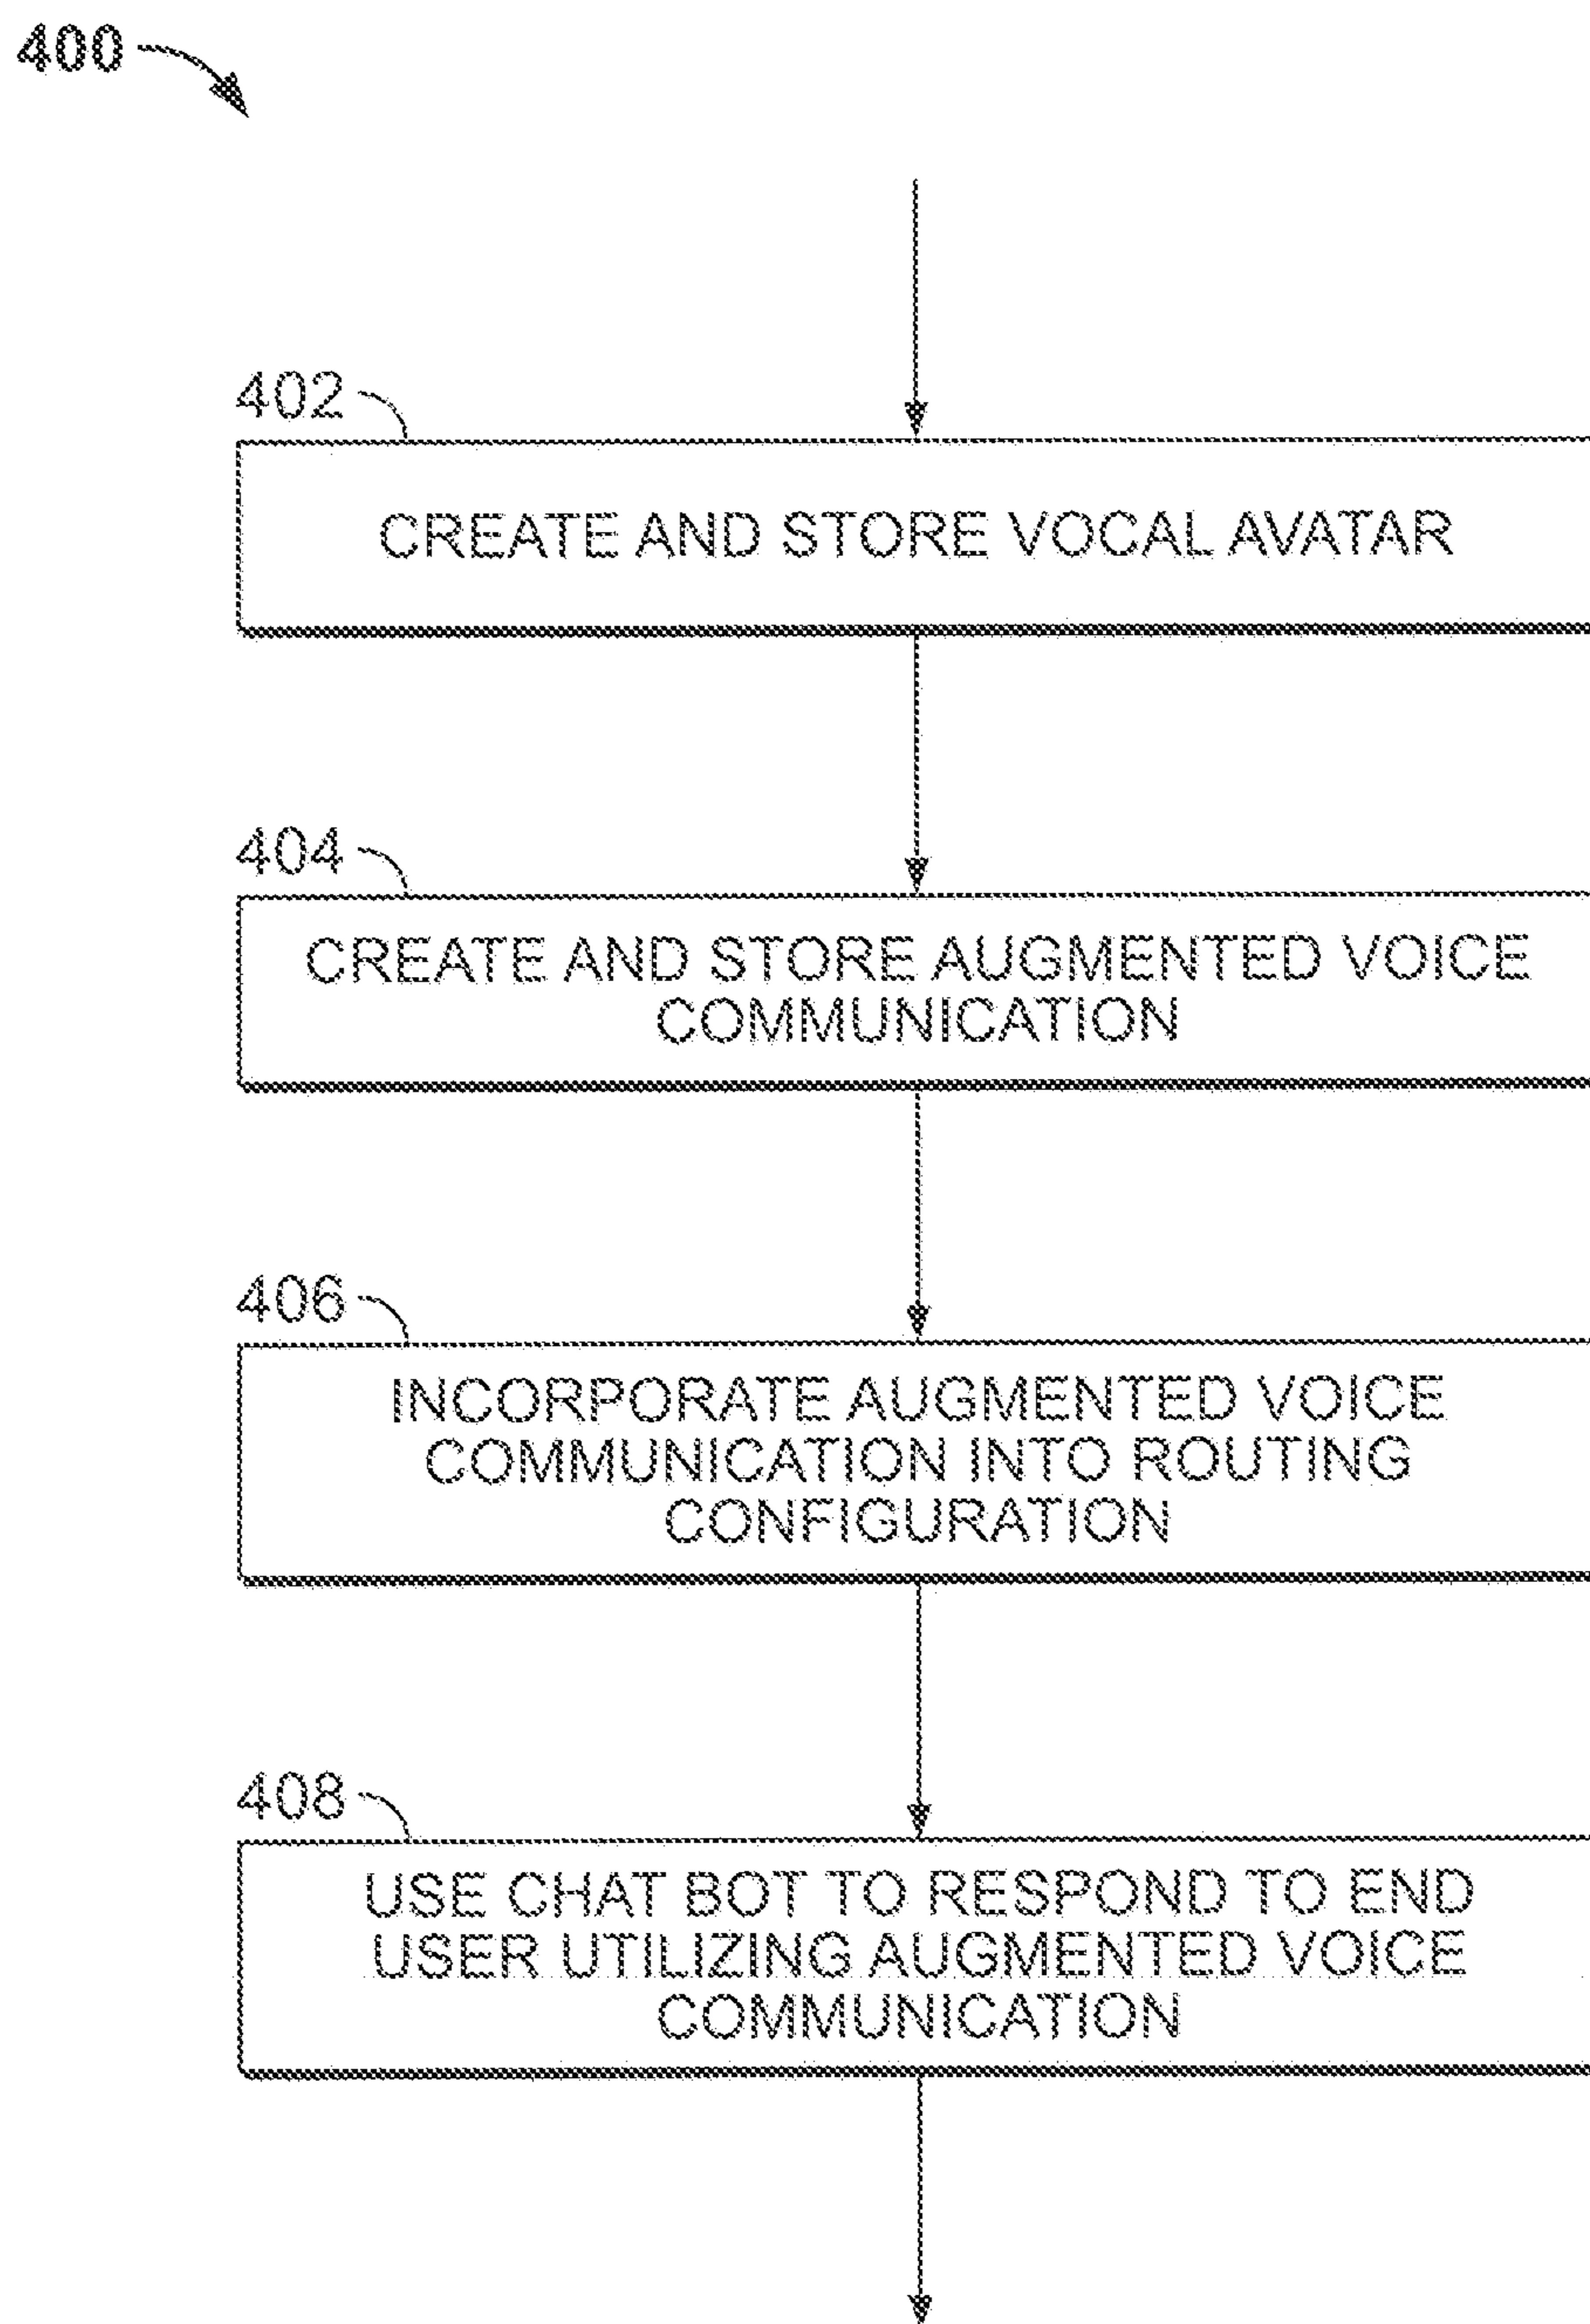 400
402
CREATE AND STORE VOCAL AVATAR
404
CREATE AND STORE AUGMENTED VOICE
COMMUNICATION
406
INCORPORATE AUGMENTED VOICE
COMMUNICATION INTO ROUTING
CONFIGURATION
408
USE CHAT BOT TO RESPOND TO END
USER UTILIZING AUGMENTED VOICE
COMMUNICATION